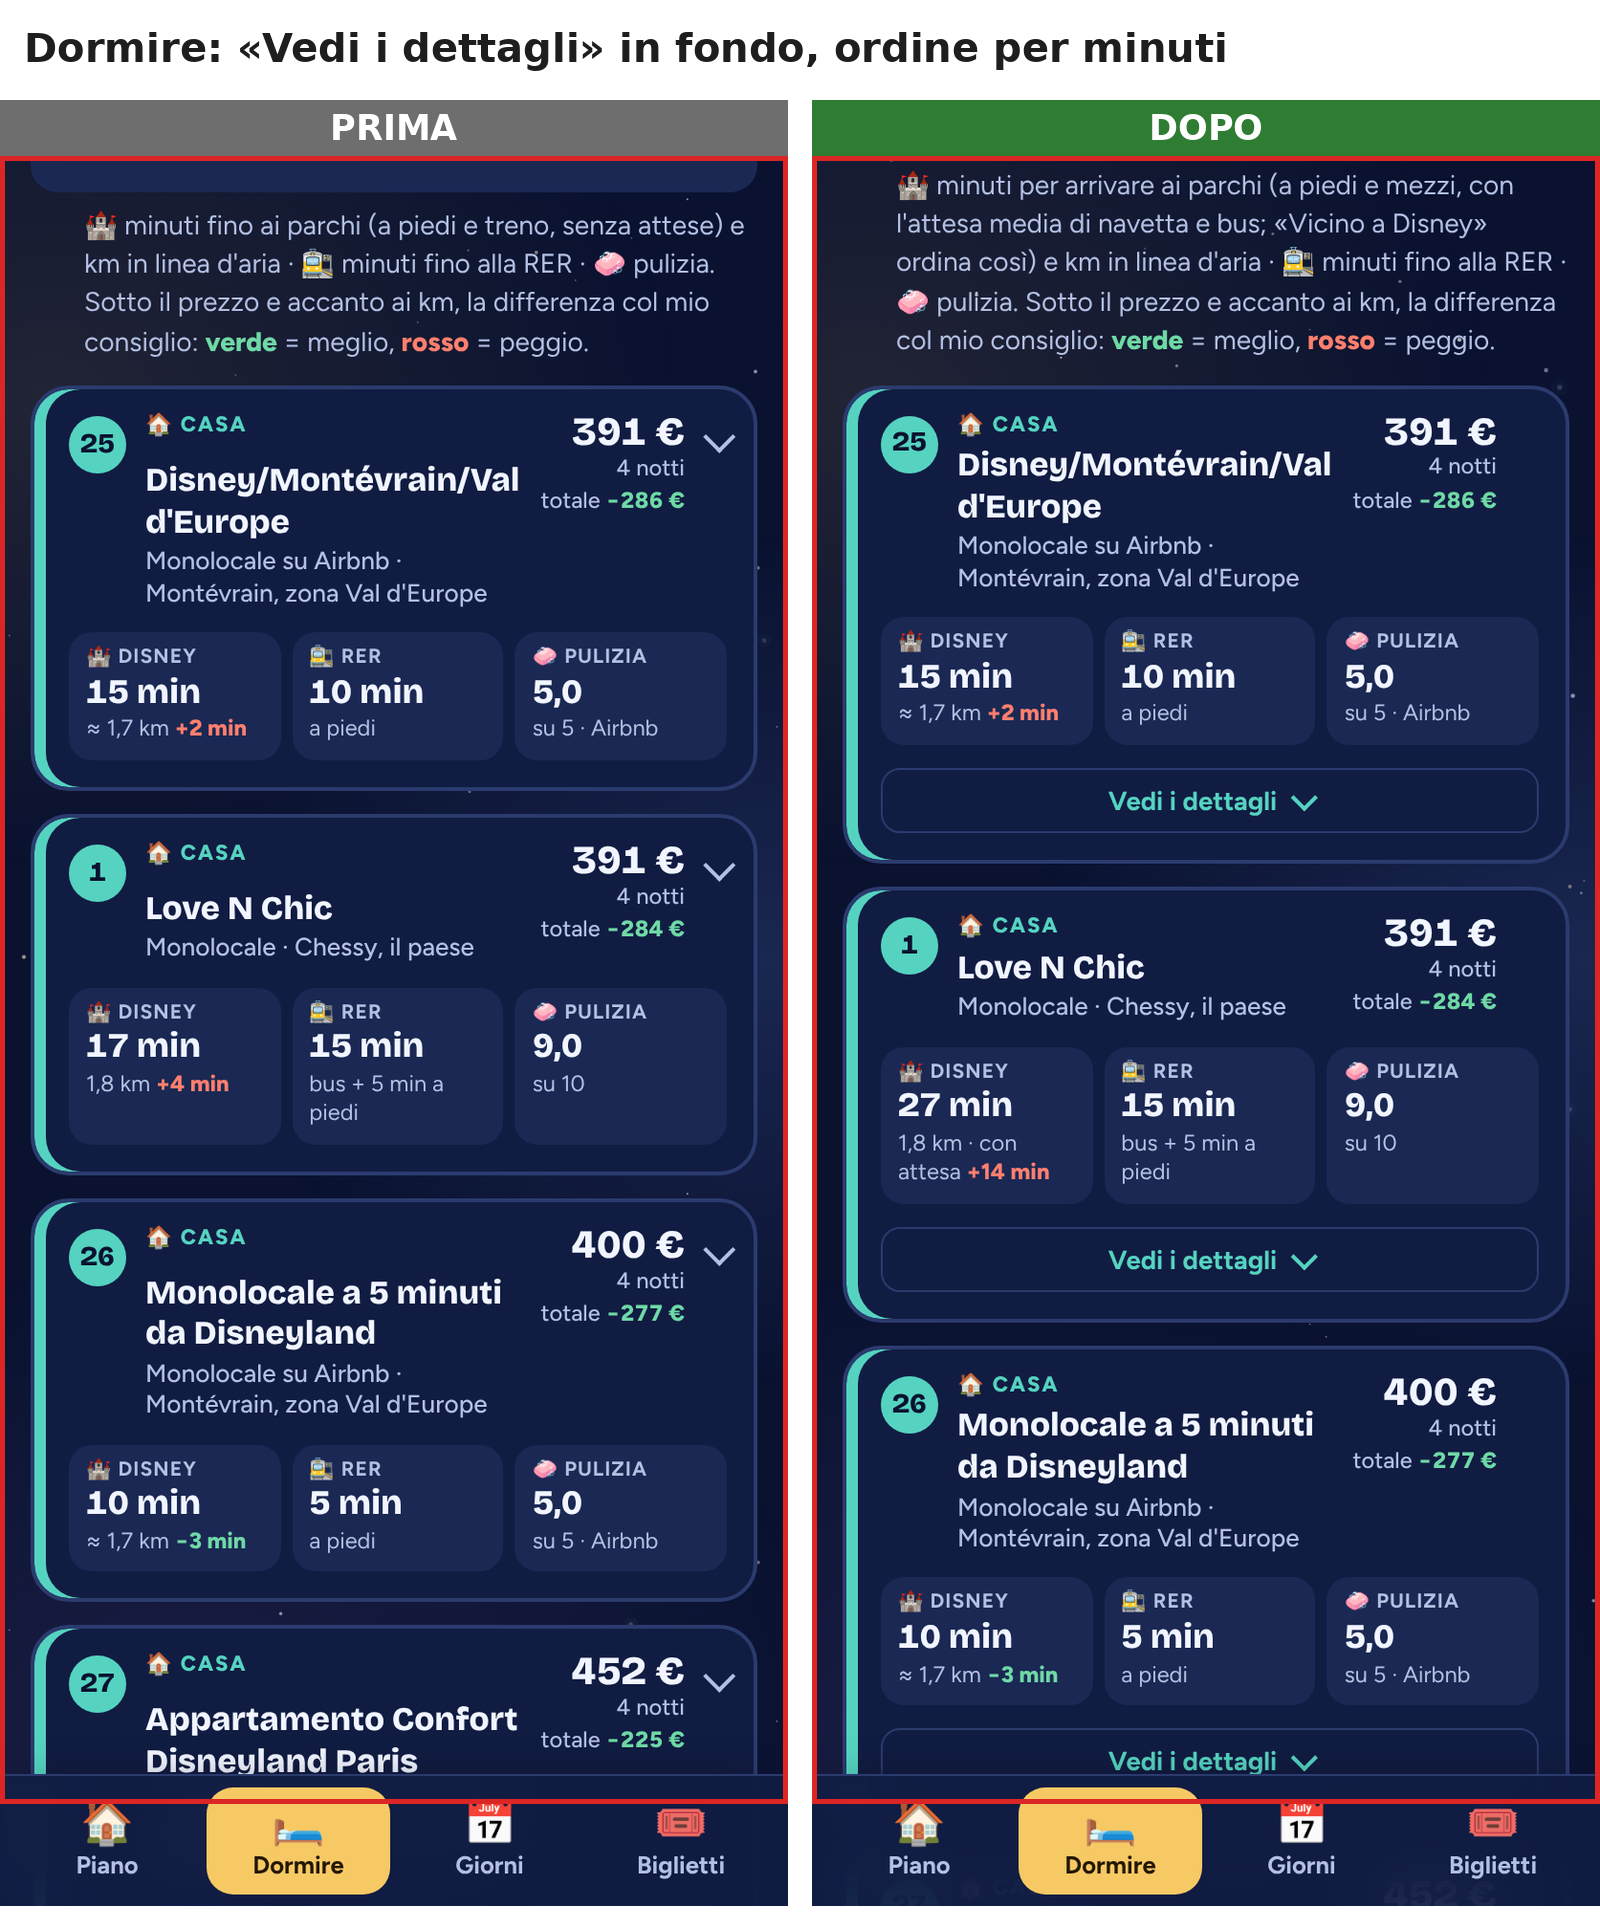 Dormire: «Vedi i dettagli» in fondo, ordine per minuti
PRIMA
minuti fino ai parchi (a piedi e treno, senza attese) e
km in linea d'aria · minuti fino alla RER · pulizia.
Sotto il prezzo e accanto ai km, la differenza col mio
consiglio: verde = meglio, rosso = peggio.
25
CASA
391 €
Disney/Montévrain/Val
4 notti
d'Europe
totale -286 €
Monolocale su Airbnb ·
Montévrain, zona Val d'Europe
DISNEY
RER
PULIZIA
15 min
10 min
5,0
≈ 1,7 km +2 min
a piedi
su 5 · Airbnb
1
CASA
391 €
Love N Chic
4 notti
Monolocale · Chessy, il paese
totale -284 €
DISNEY
RER
PULIZIA
17 min
15 min
9,0
1,8 km +4 min
bus + 5 min a
piedi
su 10
26
CASA
400 €
Monolocale a 5 minuti
4 notti
da Disneyland
totale -277 €
Monolocale su Airbnb ·
Montévrain, zona Val d'Europe
DISNEY
RER
PULIZIA
10 min
5 min
5,0
≈ 1,7 km -3 min
a piedi
su 5 · Airbnb
27
CASA
452 €
Appartamento Confort
4 notti
Disneyland Paris
totale -225 €
Piano
Dormire
July
17
Giorni
Biglietti
DOPO
minuti per arrivare ai parchi (a piedi e mezzi, con
l'attesa media di navetta e bus; «Vicino a Disney»
ordina così) e km in linea d'aria · minuti fino alla RER ·
pulizia. Sotto il prezzo e accanto ai km, la differenza
col mio consiglio: verde = meglio, rosso = peggio.
25
CASA
391 €
Disney/Montévrain/Val
4 notti
d'Europe
totale -286 €
Monolocale su Airbnb ·
Montévrain, zona Val d'Europe
DISNEY
RER
PULIZIA
15 min
10 min
5,0
≈ 1,7 km +2 min
a piedi
su 5 · Airbnb
Vedi i dettagli
1
CASA
391 €
Love N Chic
4 notti
Monolocale · Chessy, il paese
totale -284 €
DISNEY
RER
PULIZIA
27 min
15 min
9,0
1,8 km · con
attesa +14 min
bus + 5 min a
piedi
su 10
Vedi i dettagli
26
CASA
400 €
Monolocale a 5 minuti
4 notti
da Disneyland
totale -277 €
Monolocale su Airbnb ·
Montévrain, zona Val d'Europe
DISNEY
RER
PULIZIA
10 min
5 min
5,0
≈ 1,7 km -3 min
a piedi
su 5 · Airbnb
Vedi i dettagli
Piano
Dormire
July
17
Giorni
Biglietti
452 €